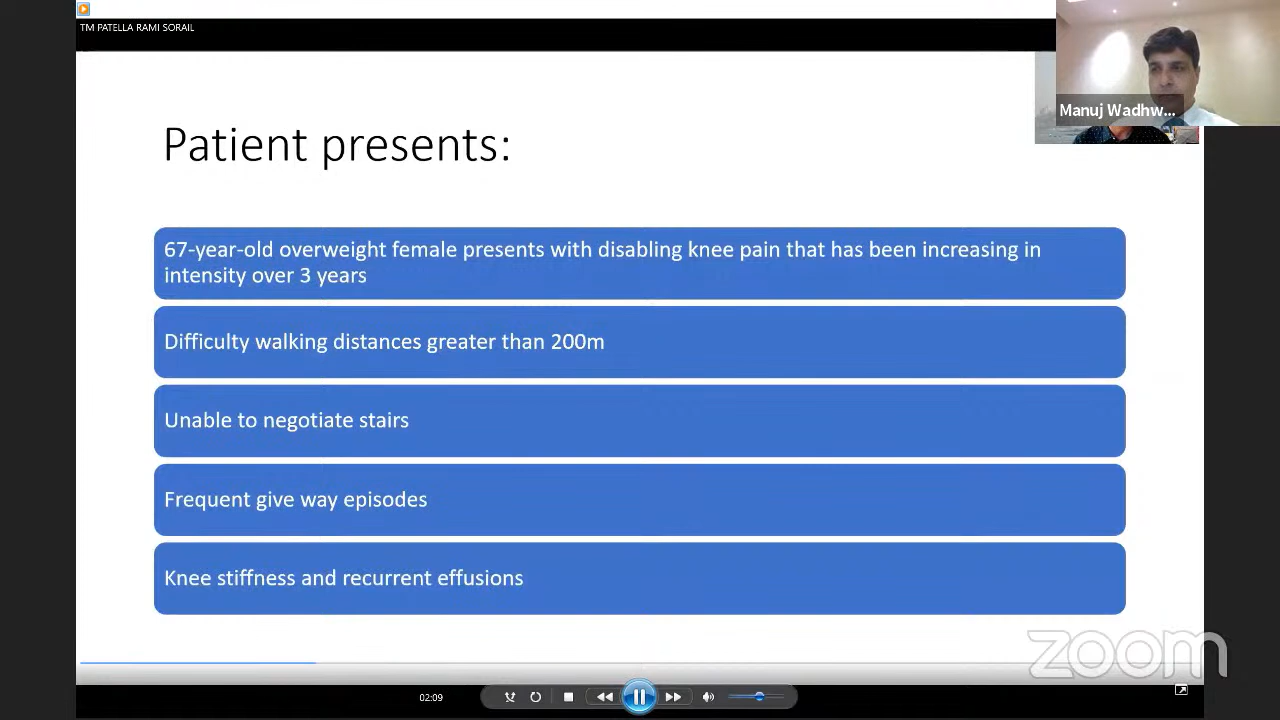 TM PATELLA RAMI SORAIL
Manuj Wadhw...
Patient presents:
67-year-old overweight female presents with disabling knee pain that has been increasing in
intensity over 3 years
Difficulty walking distances greater than 200m
Unable to negotiate stairs
Frequent give way episodes
Knee stiffness and recurrent effusions
zoom
02:09